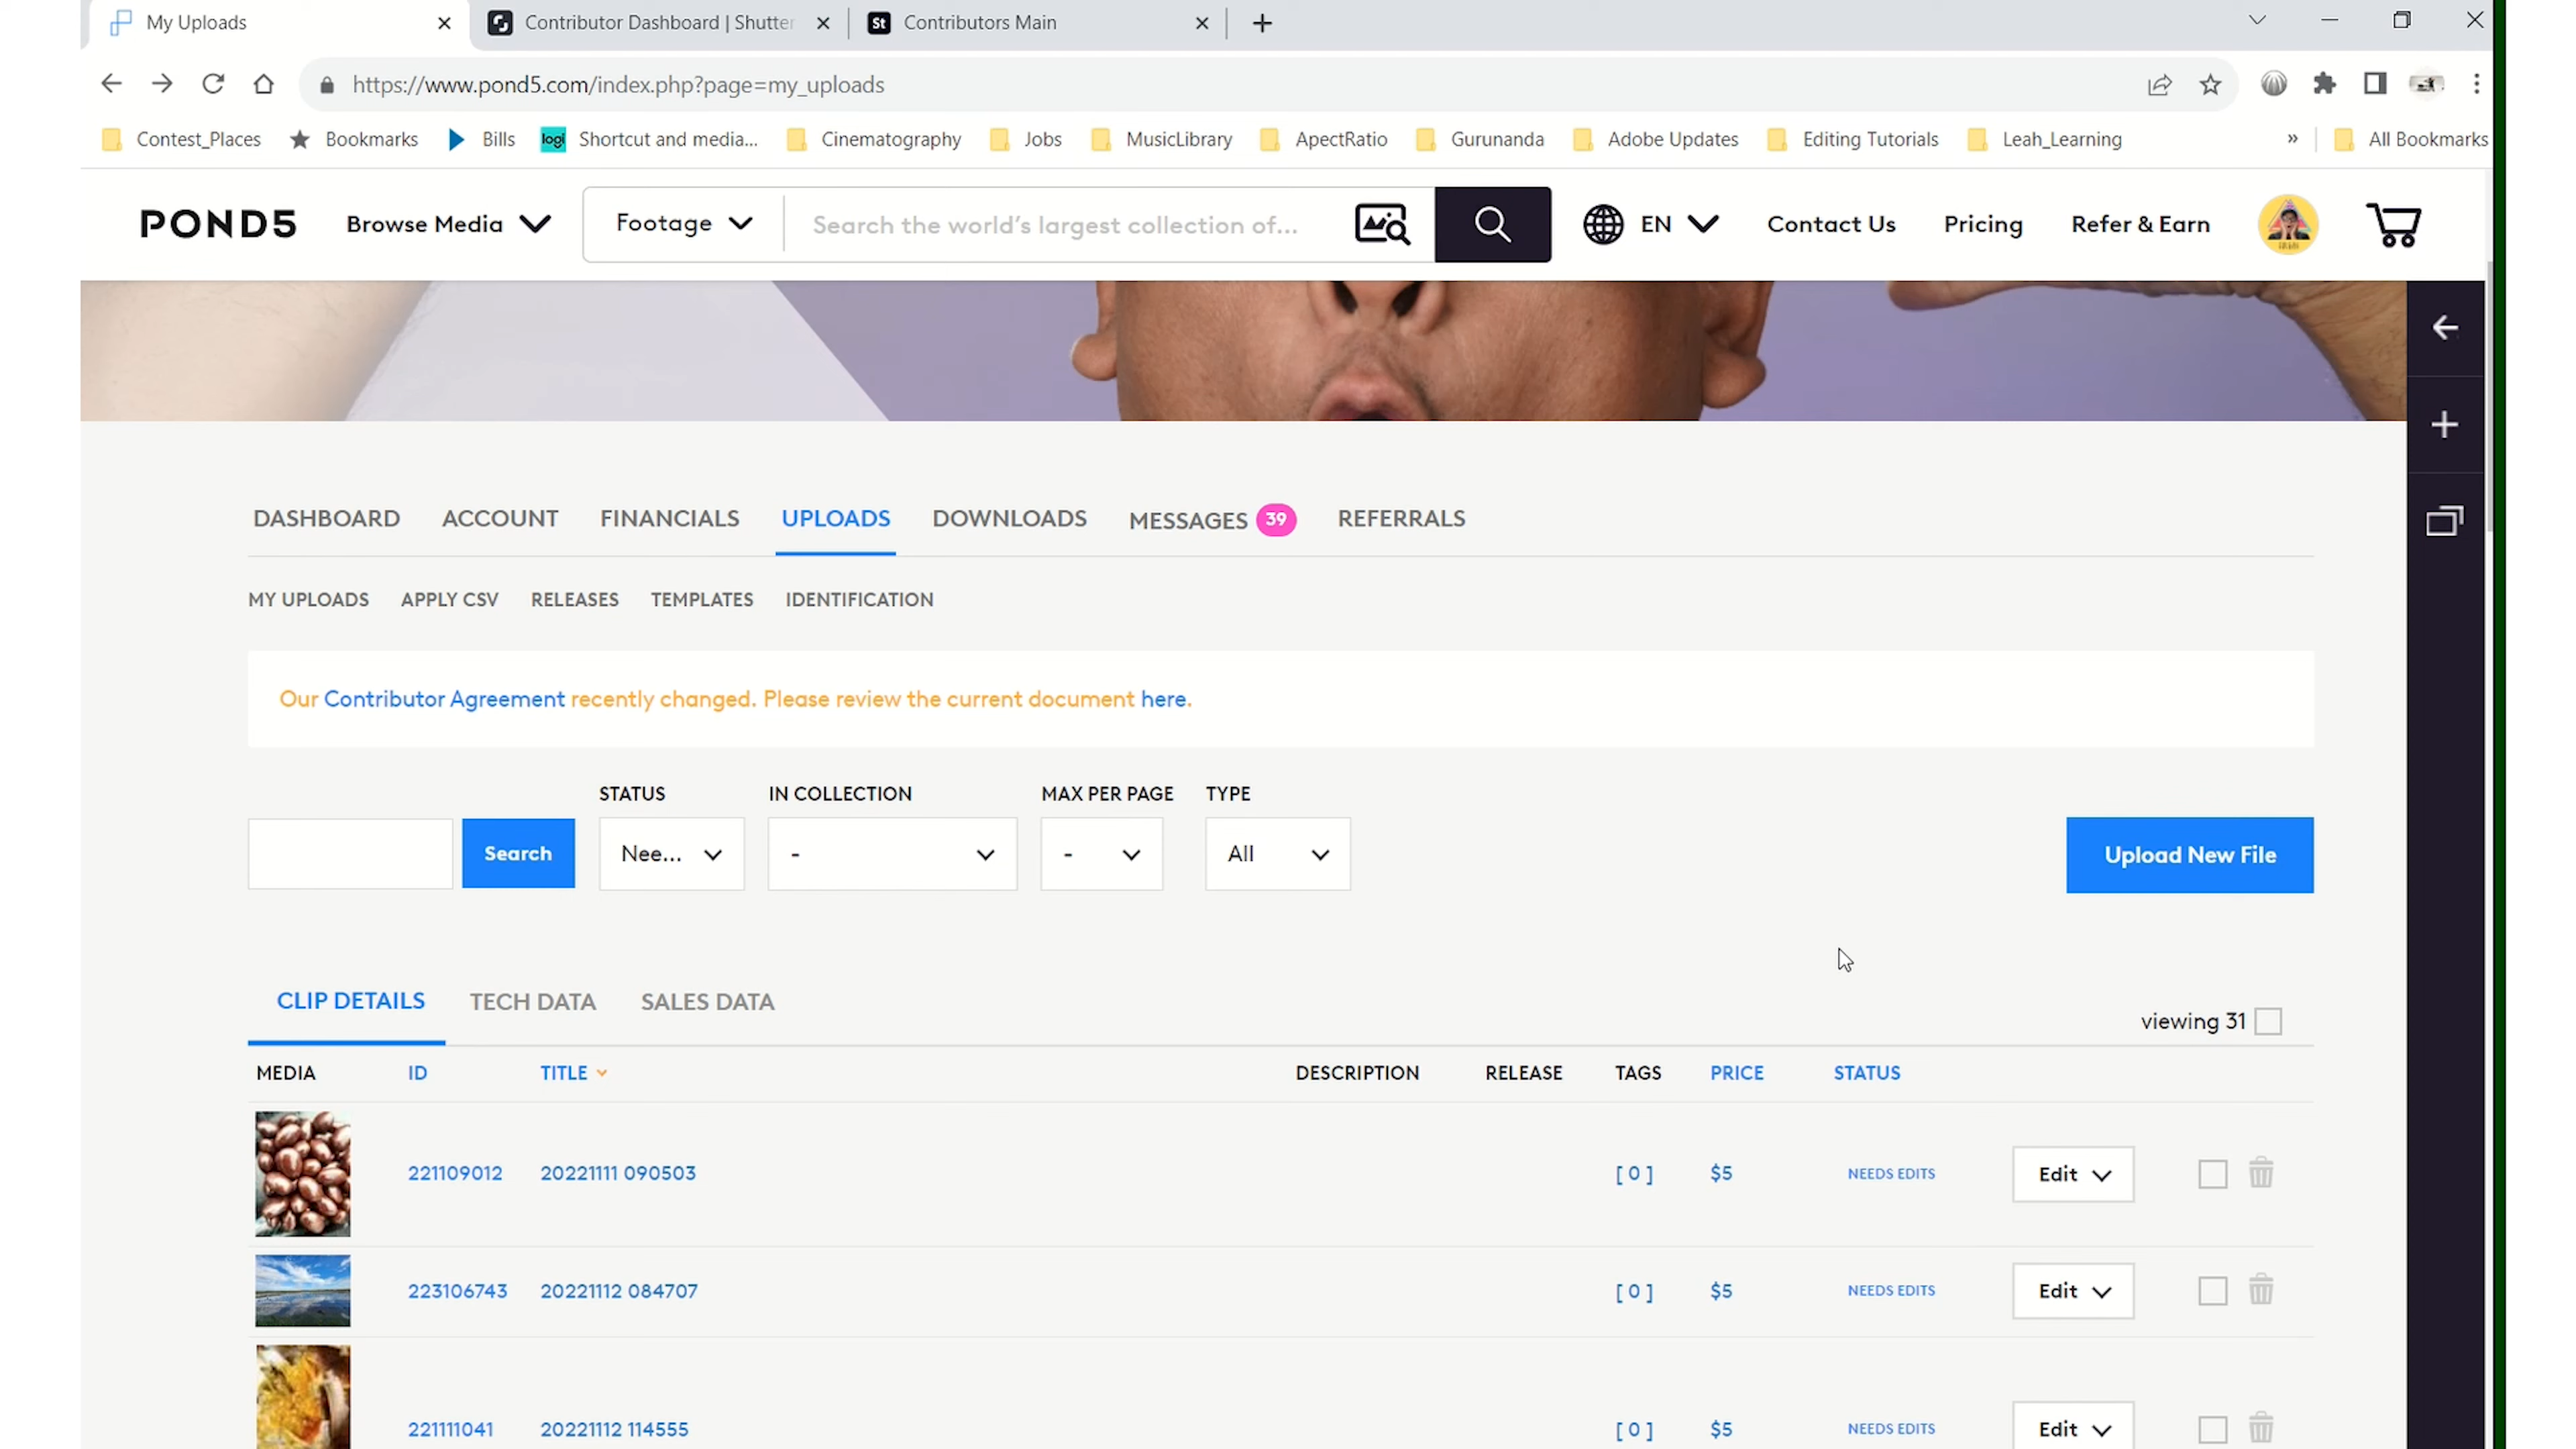 My Uploads
Contributor Dashboard | Shutter
St Contributors Main
https://www.pond5.com/index.php?page=my_uploads
Contest_Places Bookmarks Bills logi Shortcut and media... Cinematography Jobs MusicLibrary ApectRatio Gurunanda Adobe Updates Editing Tutorials Leah_Learning » All Bookmarks
POND5 Browse Media Footage Search the world's largest collection of... EN Contact Us Pricing Refer & Earn
DASHBOARD ACCOUNT FINANCIALS UPLOADS DOWNLOADS MESSAGES 39 REFERRALS
MY UPLOADS APPLY CSV RELEASES TEMPLATES IDENTIFICATION
Our Contributor Agreement recently changed. Please review the current document here.
STATUS IN COLLECTION MAX PER PAGE TYPE
Search Nee... - - All Upload New File
CLIP DETAILS TECH DATA SALES DATA
viewing 31
MEDIA ID TITLE DESCRIPTION RELEASE TAGS PRICE STATUS
221109012 20221111 090503 [ 0 ] $5 NEEDS EDITS Edit
223106743 20221112 084707 [ 0 ] $5 NEEDS EDITS Edit
221111041 20221112 114555 [ 0 ] $5 NEEDS EDITS Edit